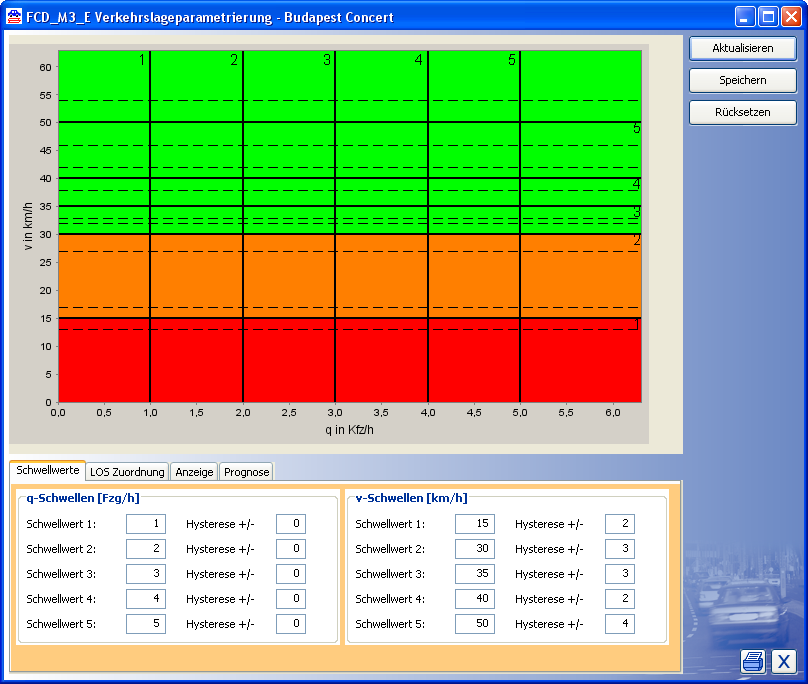 FCD_M3_E Verkehrslageparametrierung - Budapest Concert
Aktualisieren
Speichern
Rücksetzen
1 2 3 4 5
60
55
50
5
45
40
4
35
3
v in km/h
30
2
25
20
15
1
10
5
0
0,0 0,5 1,0 1,5 2,0 2,5 3,0 3,5 4,0 4,5 5,0 5,5 6,0
q in Kfz/h
Schwellwerte LOS Zuordnung Anzeige Prognose
q-Schwellen [Fzg/h]
Schwellwert 1: 1 Hysterese +/- 0
Schwellwert 2: 2 Hysterese +/- 0
Schwellwert 3: 3 Hysterese +/- 0
Schwellwert 4: 4 Hysterese +/- 0
Schwellwert 5: 5 Hysterese +/- 0
v-Schwellen [km/h]
Schwellwert 1: 15 Hysterese +/- 2
Schwellwert 2: 30 Hysterese +/- 3
Schwellwert 3: 35 Hysterese +/- 3
Schwellwert 4: 40 Hysterese +/- 2
Schwellwert 5: 50 Hysterese +/- 4
X